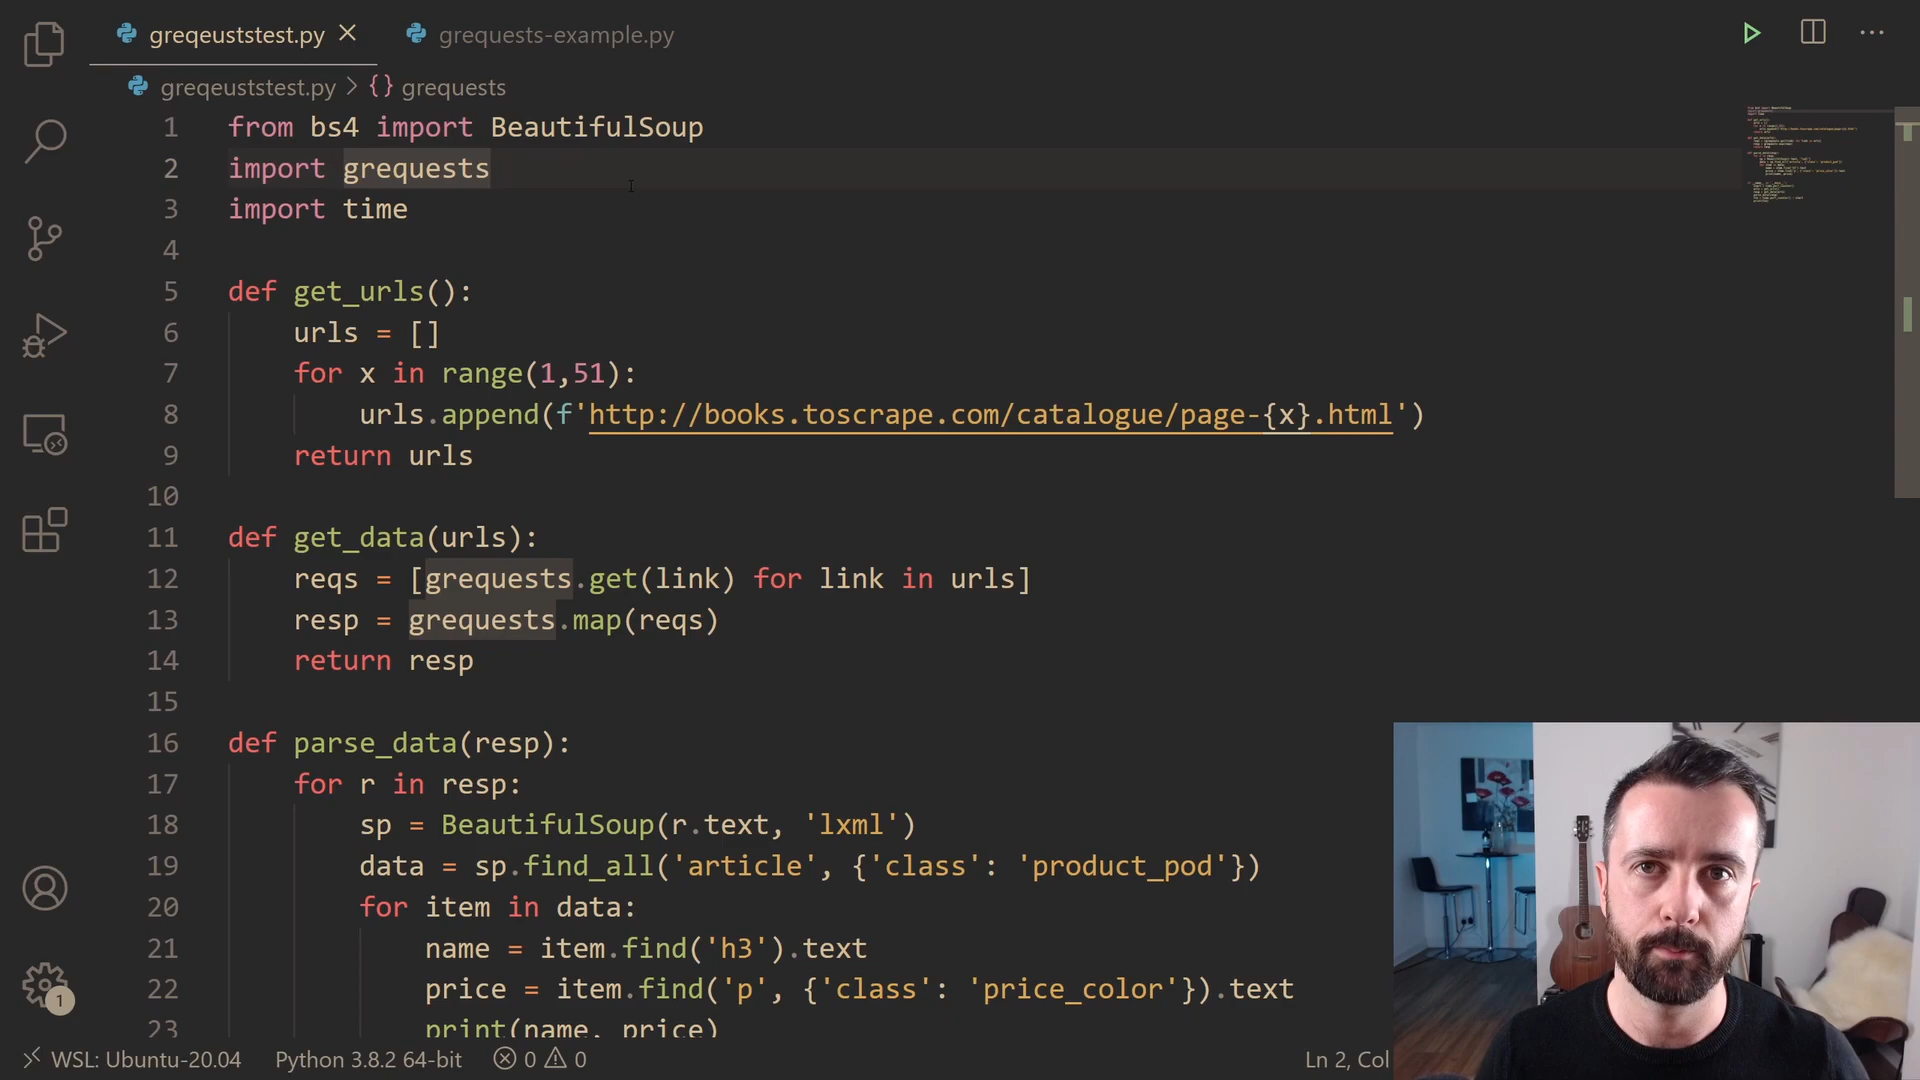 greqeuststest.py
grequests-example.py
greqeuststest.py > {} grequests
1 from bs4 import BeautifulSoup
2 import grequests
3 import time
4
5 def get_urls():
6 urls = []
7 for x in range(1,51):
8 urls.append(f'http://books.toscrape.com/catalogue/page-{x}.html')
9 return urls
10
11 def get_data(urls):
12 reqs = [grequests.get(link) for link in urls]
13 resp = grequests.map(reqs)
14 return resp
15
16 def parse_data(resp):
17 for r in resp:
18 sp = BeautifulSoup(r.text, 'lxml')
19 data = sp.find_all('article', {'class': 'product_pod'})
20 for item in data:
21 name = item.find('h3').text
22 price = item.find('p', {'class': 'price_color'}).text
23 print(name, price)
1
WSL: Ubuntu-20.04
Python 3.8.2 64-bit
0
0
Ln 2, Col